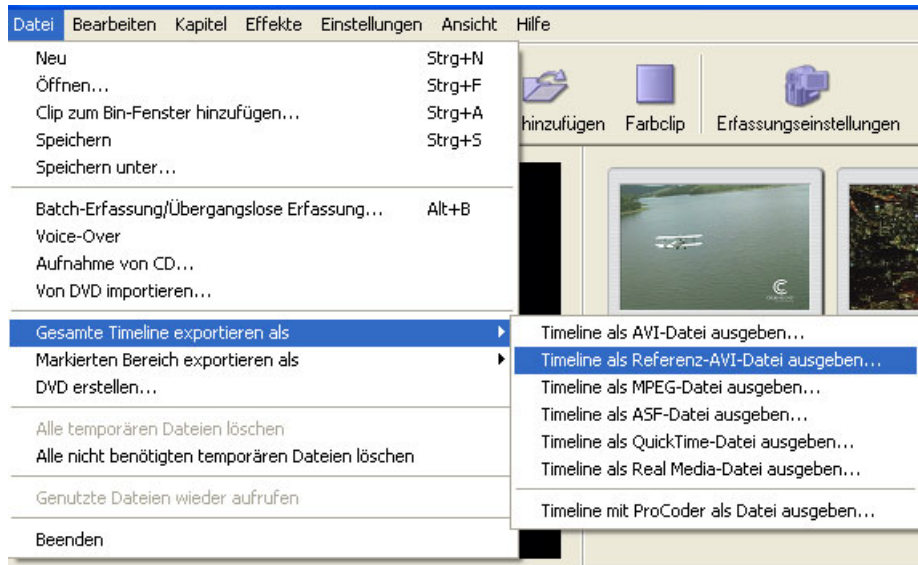 Datei Bearbeiten Kapitel Effekte Einstellungen Ansicht Hilfe
Neu Strg+N
Öffnen... Strg+F
Clip zum Bin-Fenster hinzufügen... Strg+A
Speichern Strg+S
Speichern unter...
Batch-Erfassung/Übergangslose Erfassung... Alt+B
Voice-Over
Aufnahme von CD...
Von DVD importieren...
Gesamte Timeline exportieren als
Markierten Bereich exportieren als
DVD erstellen...
Alle temporären Dateien löschen
Alle nicht benötigten temporären Dateien löschen
Genutzte Dateien wieder aufrufen
Beenden
hinzufügen Farbclip Erfassungseinstellungen
Timeline als AVI-Datei ausgeben...
Timeline als Referenz-AVI-Datei ausgeben...
Timeline als MPEG-Datei ausgeben...
Timeline als ASF-Datei ausgeben...
Timeline als QuickTime-Datei ausgeben...
Timeline als Real Media-Datei ausgeben...
Timeline mit ProCoder als Datei ausgeben...